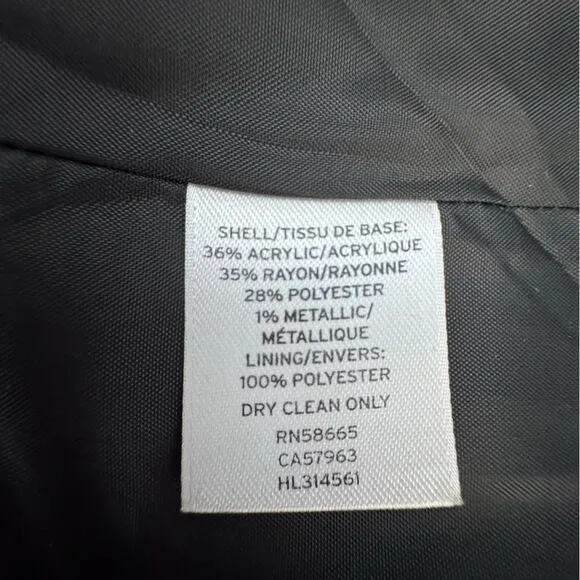 SHELL/TISSU DE BASE:
36% ACRYLIC/ACRYLIQUE
35% RAYON/RAYONNE
28% POLYESTER
1% METALLIC/
MÉTALLIQUE
LINING/ENVERS:
100% POLYESTER
DRY CLEAN ONLY
RN58665
CA57963
HL314561